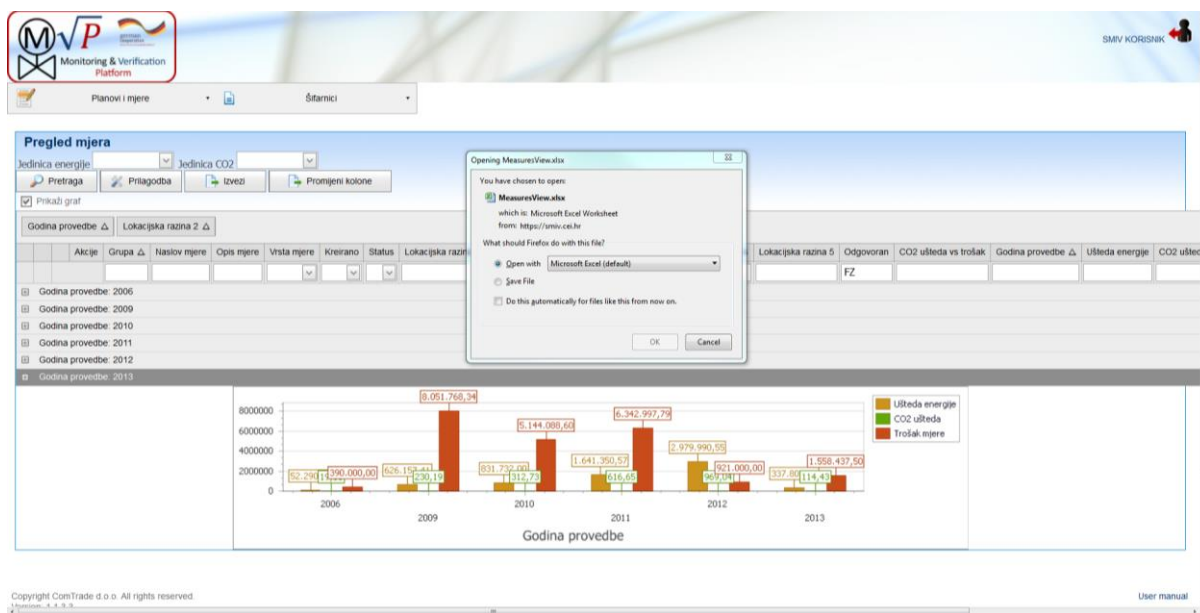 M√P
german cooperation
Monitoring & Verification
Platform
SMIV KORISNIK
Planovi i mjere
Šifarnici
Pregled mjera
Jedinica energije
Jedinica CO2
Pretraga
Prilagodba
Izvezi
Promijeni kolone
Prikaži graf
Godina provedbe
Lokacijska razina 2
Akcije Grupa Naslov mjere Opis mjere Vrsta mjere Kreirano Status Lokacijska Lokacijska razina 5 Odgovoran CO2 ušteda vs trošak Godina provedbe Ušteda energije CO2
FZ
Godina provedbe: 2006
Godina provedbe: 2009
Godina provedbe: 2010
Godina provedbe: 2011
Godina provedbe: 2012
Godina provedbe: 2013
Opening MeasuresView.xlsx
You have chosen to open:
MeasuresView.xlsx
which is: Microsoft Excel Worksheet
from: https://smiv.cei.hr
What should Firefox do with this file?
Open with
Microsoft Excel (default)
Save File
Do this automatically for files like this from now on.
OK
Cancel
8000000
6000000
4000000
2000000
0
390.000,00
8.051.768,34
230,19
831.732,00
312,73
5.144.088,60
1.641.350,57
616,65
6.342.997,79
2.979.990,55
921.000,00
114,43
1.558.437,50
2006
2009
2010
2011
2012
2013
Godina provedbe
Ušteda energije
CO2 ušteda
Trošak mjere
Copyright ComTrade d.o.o. All rights reserved.
User manual